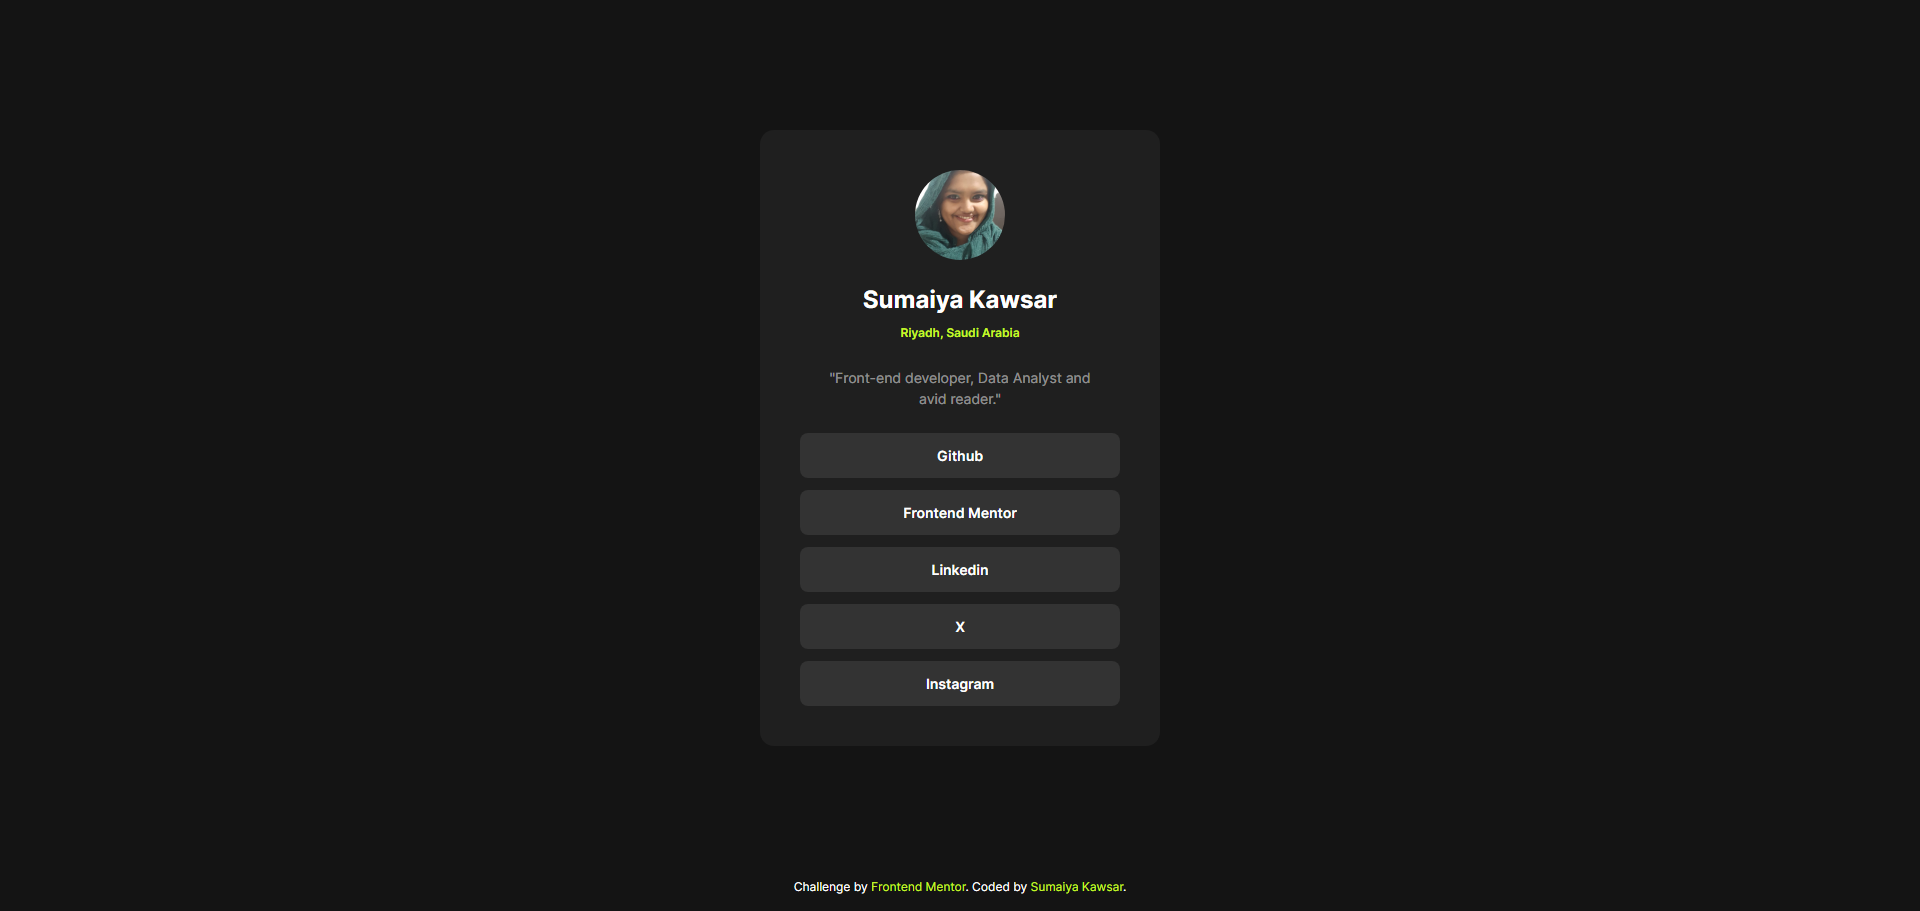 Sumaiya Kawsar
Riyadh, Saudi Arabia
"Front-end developer, Data Analyst and
avid reader."
Github
Frontend Mentor
Linkedin
X
Instagram
Challenge by Frontend Mentor. Coded by Sumaiya Kawsar.